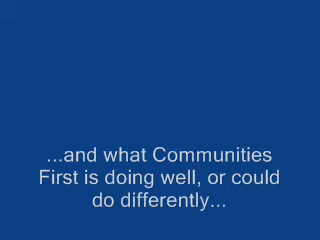 ...and what Communities
First is doing well, or could
do differently...